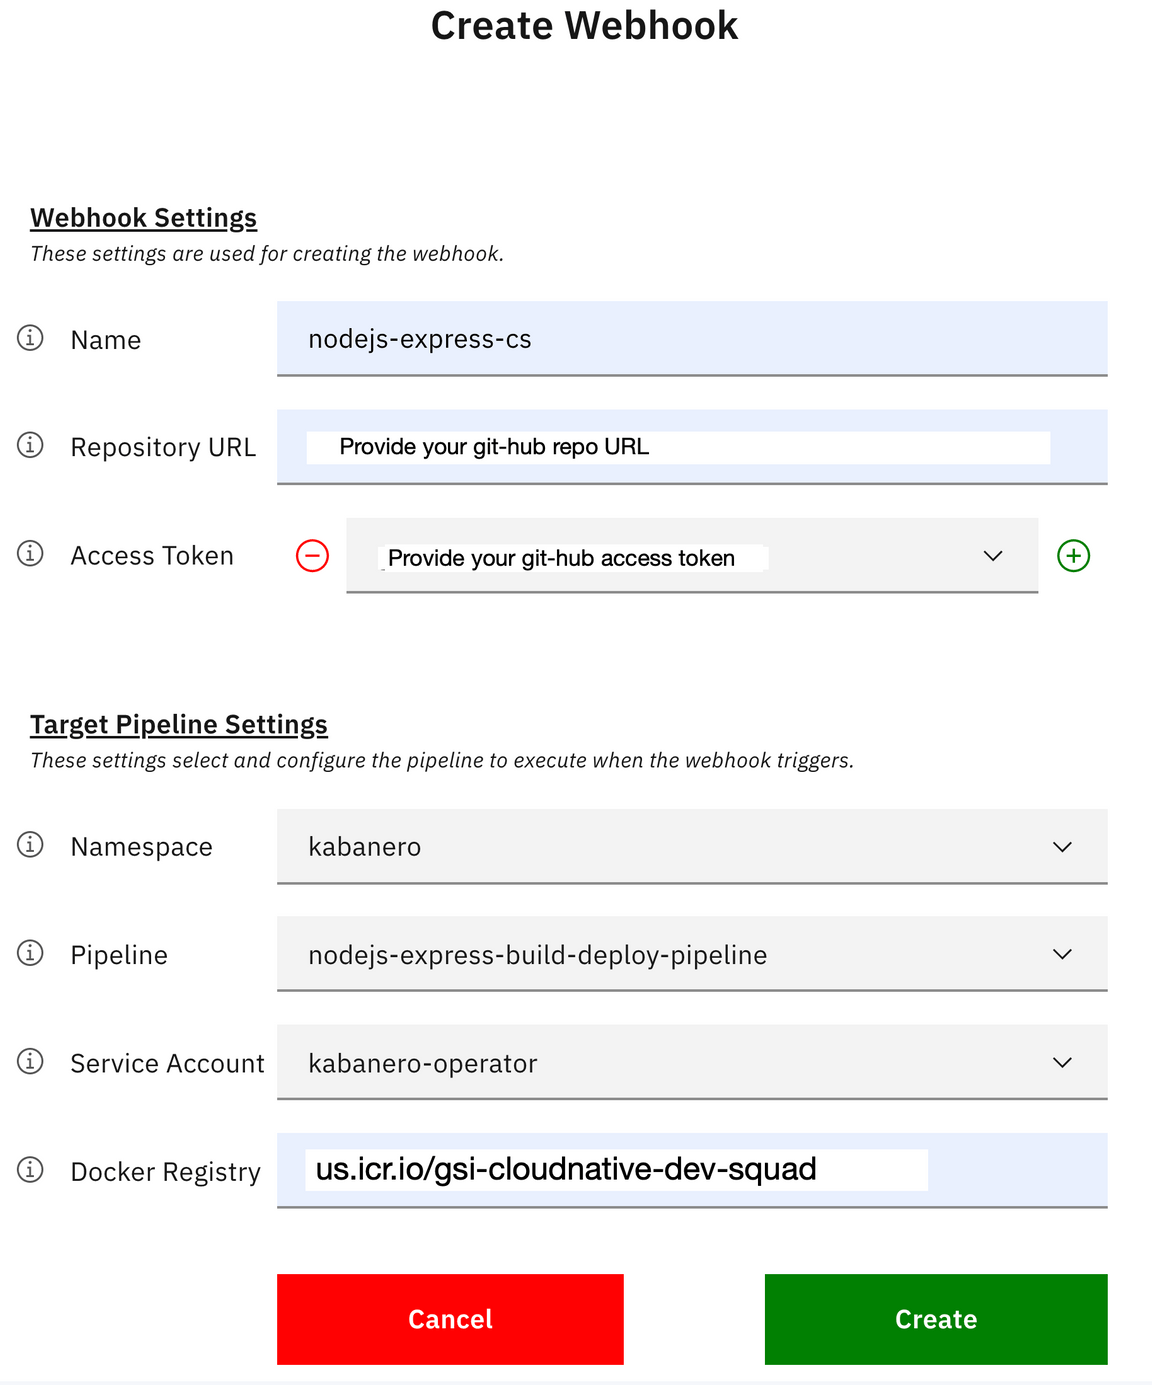 Create Webhook
Webhook Settings
These settings are used for creating the webhook.
Name
nodejs-express-cs
Repository URL
Provide your git-hub repo URL
Access Token
Provide your git-hub access token
Target Pipeline Settings
These settings select and configure the pipeline to execute when the webhook triggers.
Namespace
kabanero
Pipeline
nodejs-express-build-deploy-pipeline
Service Account
kabanero-operator
Docker Registry
us.icr.io/gsi-cloudnative-dev-squad
Cancel
Create